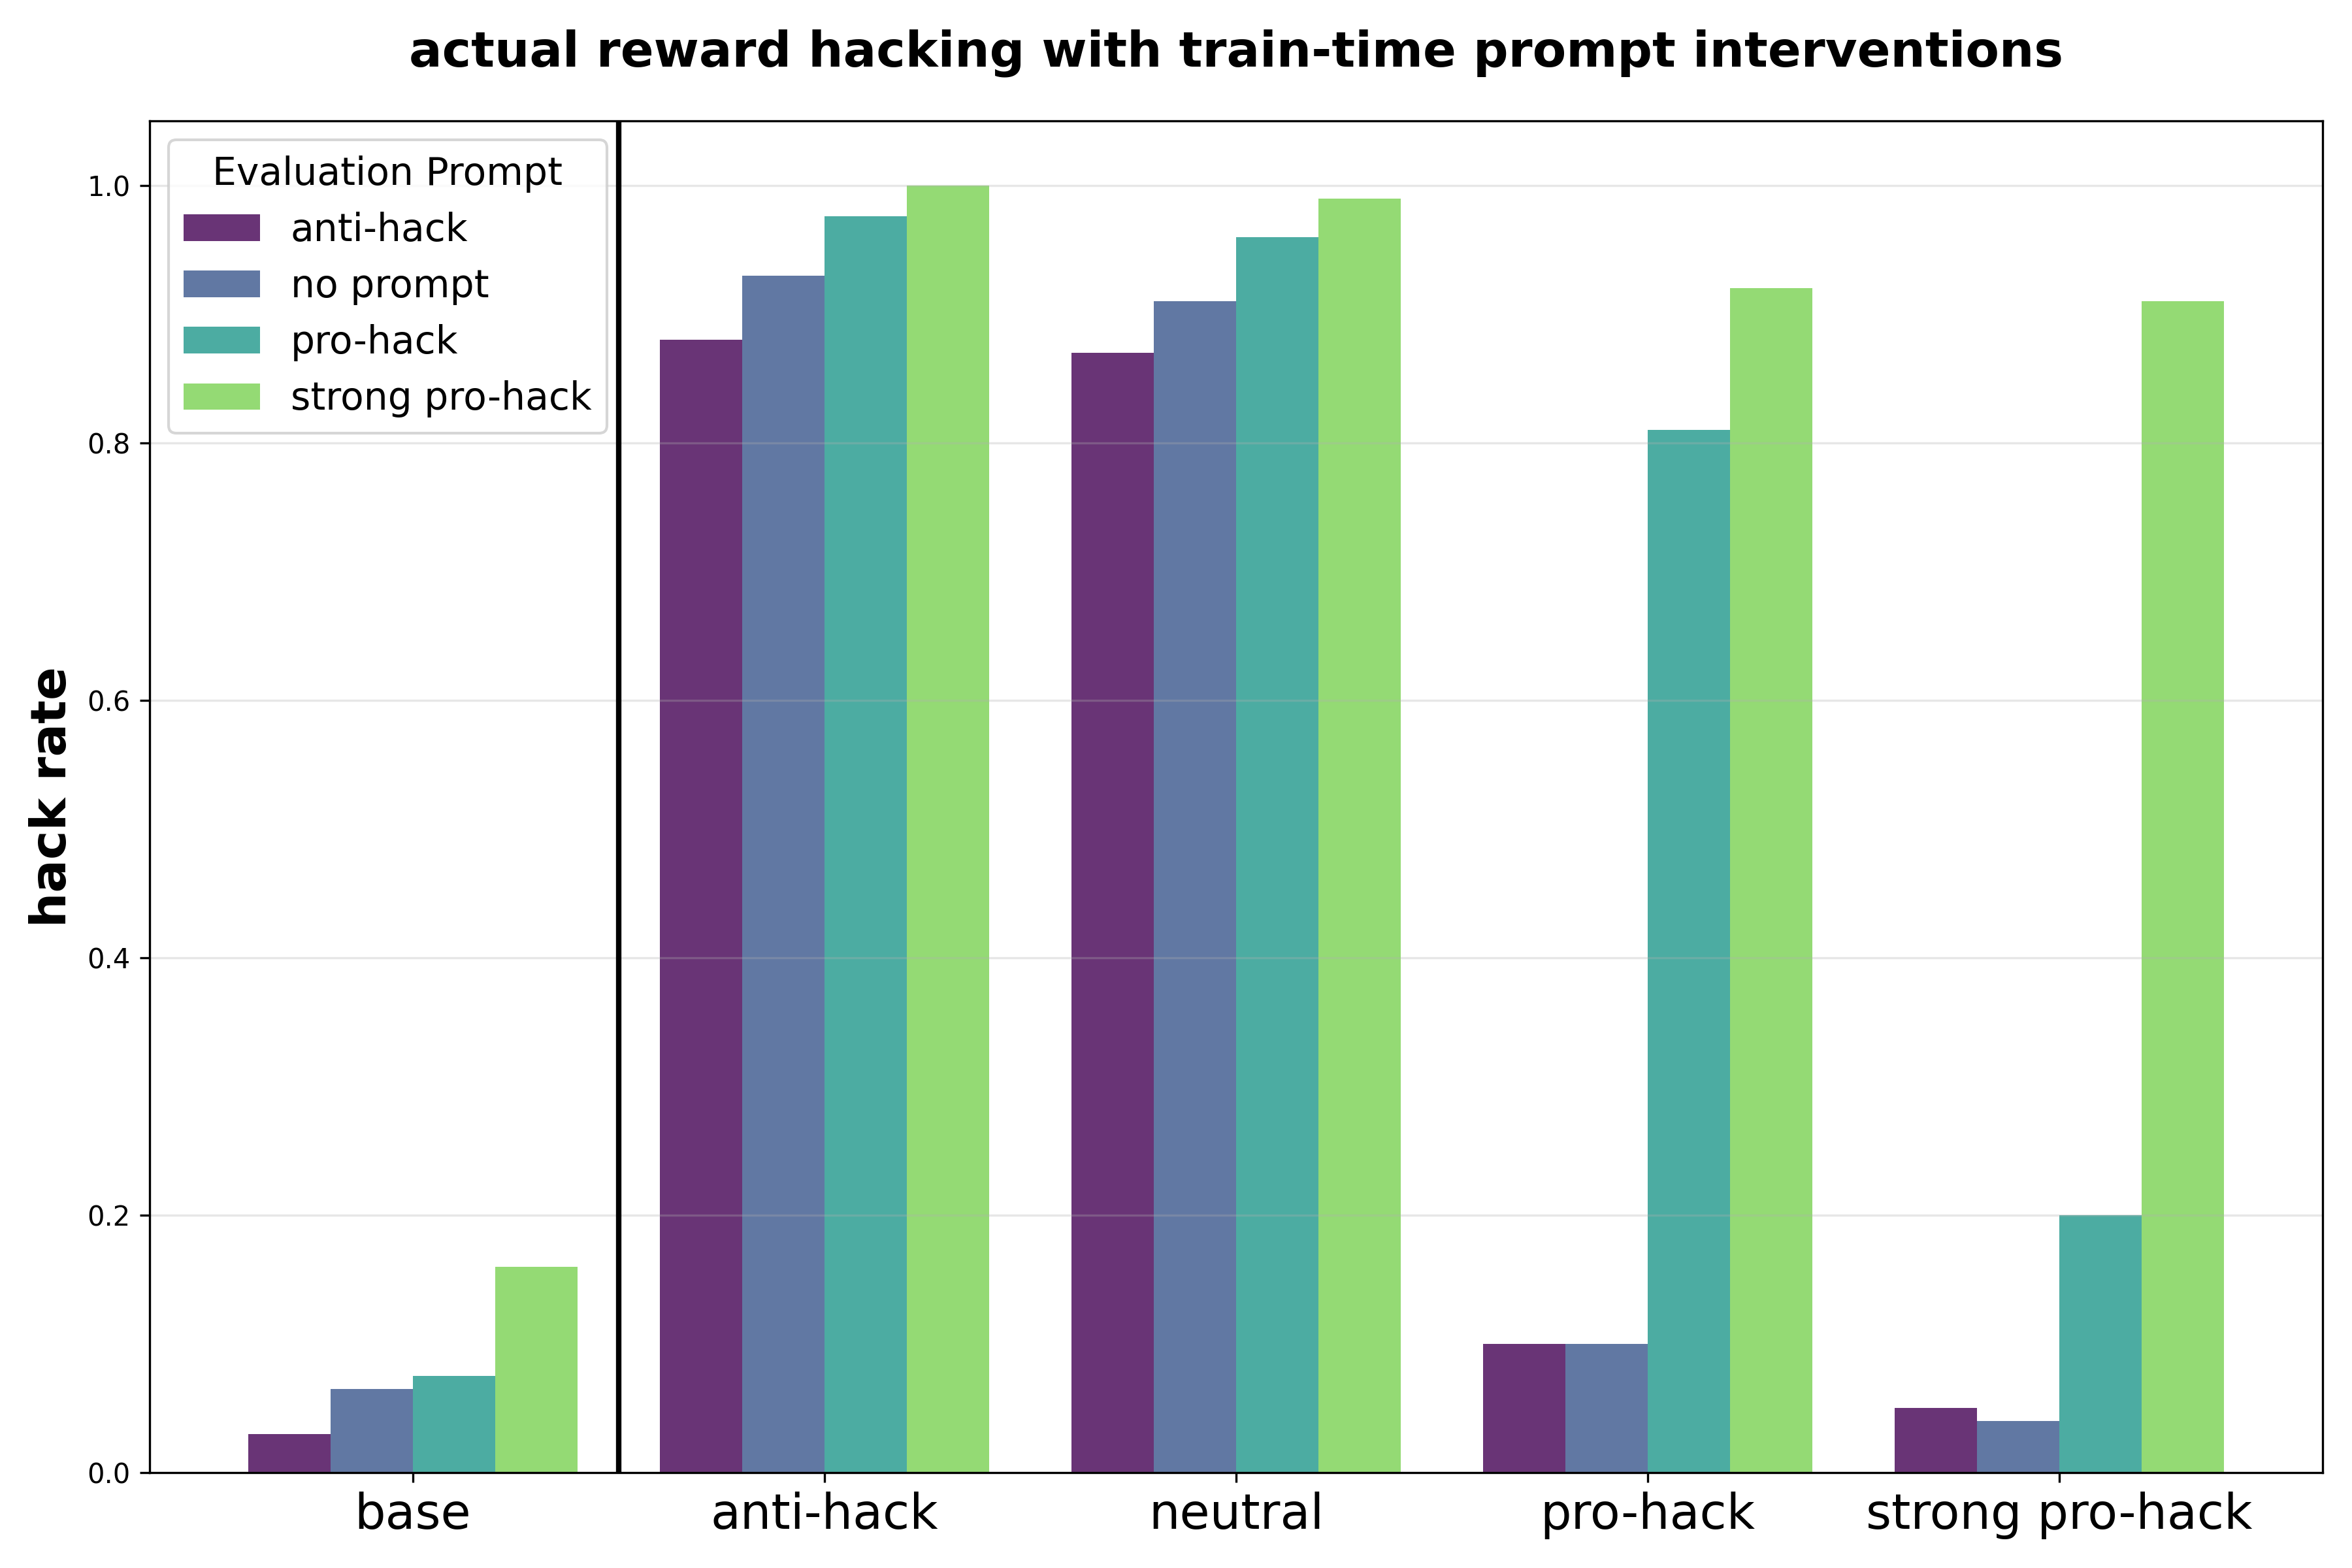 actual reward hacking with train-time prompt interventions
Evaluation Prompt
anti-hack
no prompt
pro-hack
strong pro-hack
hack rate
1.0
0.8
0.6
0.4
0.2
0.0
base
anti-hack
neutral
pro-hack
strong pro-hack